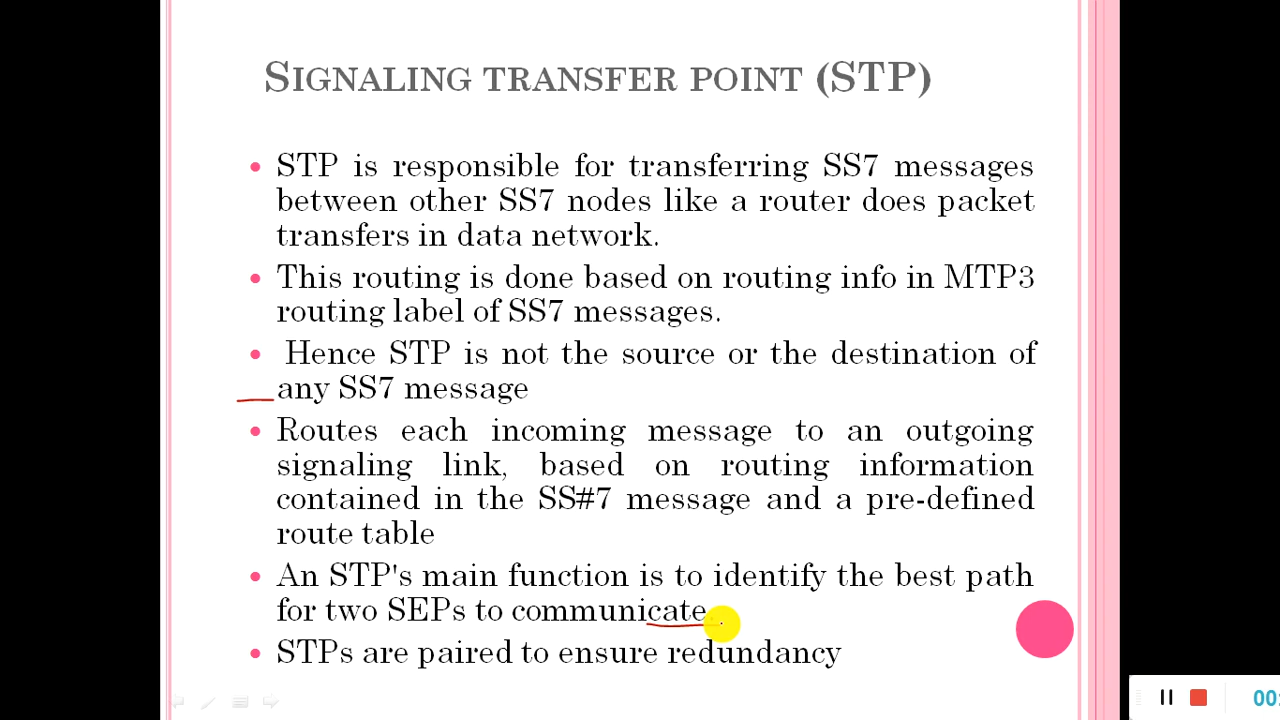 SIGNALING TRANSFER POINT (STP)
• STP is responsible for transferring SS7 messages
between other SS7 nodes like a router does packet
transfers in data network.
• This routing is done based on routing info in MTP3
routing label of SS7 messages.
• Hence STP is not the source or the destination of
any SS7 message
• Routes each incoming message to an outgoing
signaling link, based on routing information
contained in the SS#7 message and a pre-defined
route table
• An STP's main function is to identify the best path
for two SEPs to communicate.
• STPs are paired to ensure redundancy
00: